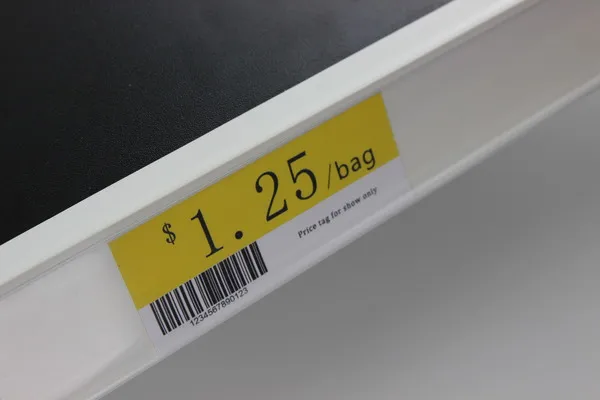 $1.25/bag
Price tag for show only
1234567890123